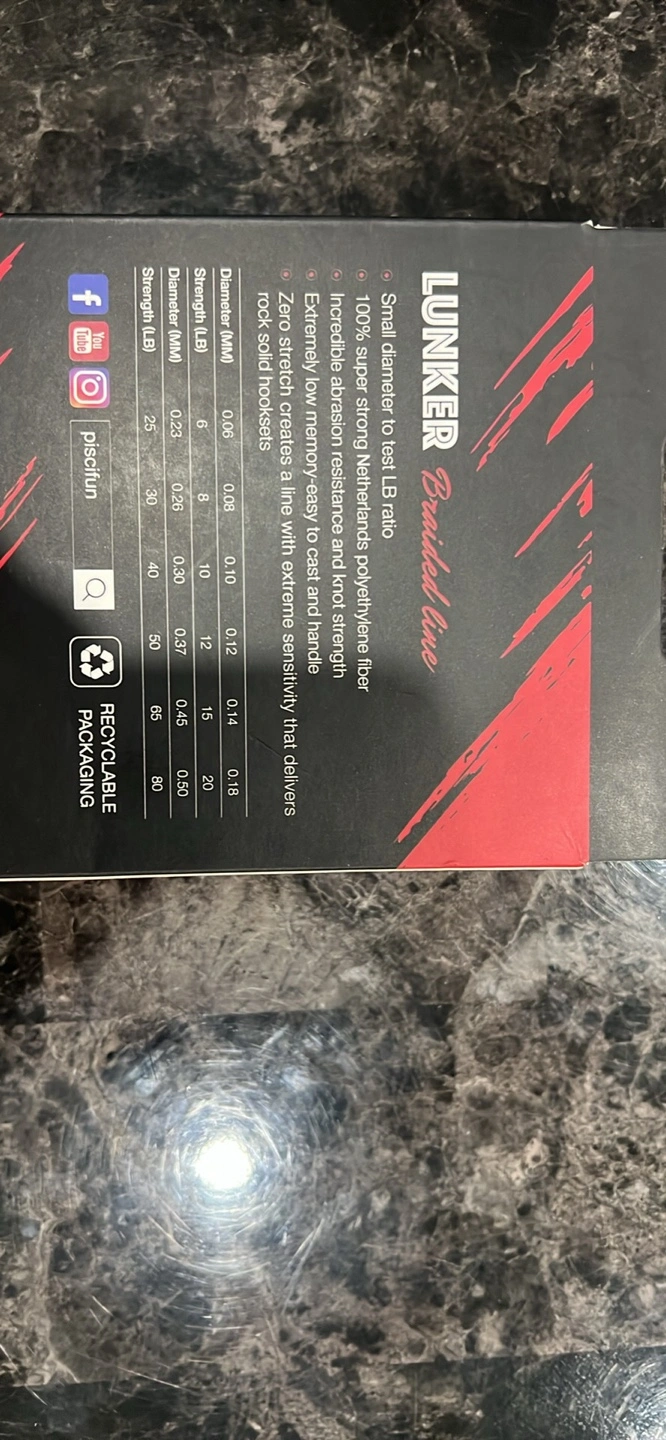 LUNKER Braided line
Small diameter to test LB ratio
100% super strong Netherlands polyethylene fiber
Incredible abrasion resistance and knot strength
Extremely low memory-easy to cast and handle
Zero stretch creates a line with extreme sensitivity that delivers
rock solid hooksets
Diameter (MM) 0.06 0.08 0.10 0.12 0.14 0.18
Strength (LB) 6 8 10 12 15 20
Diameter (MM) 0.23 0.26 0.30 0.37 0.45 0.50
Strength (LB) 25 30 40 50 65 80
f
You
Tube
piscifun
RECYCLABLE
PACKAGING